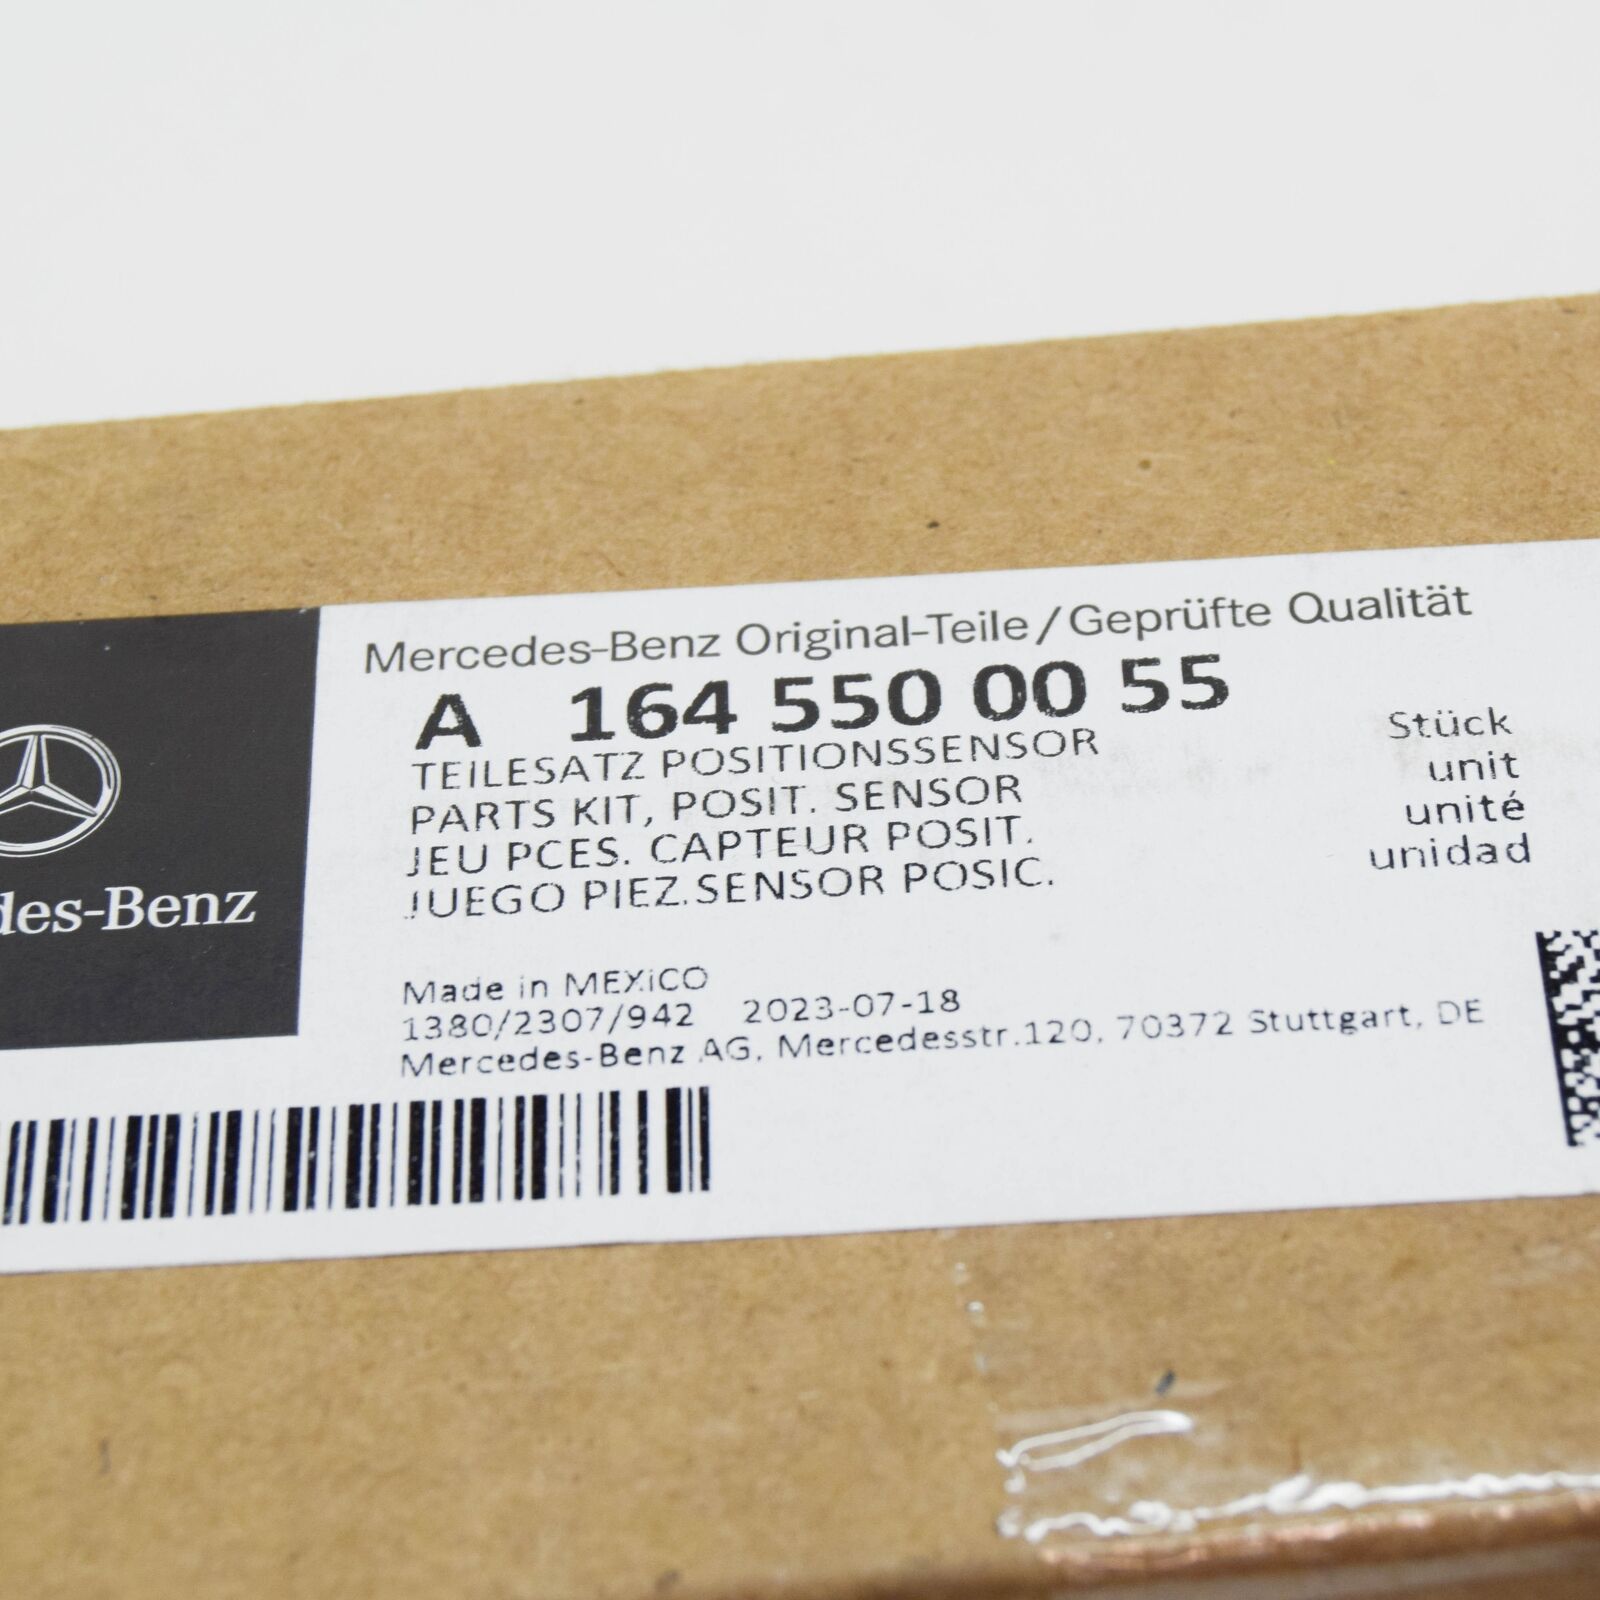 Mercedes-Benz Original-Teile/Geprüfte Qualität
A 164 550 00 55
TEILESATZ POSITIONSSENSOR
PARTS KIT, POSIT. SENSOR
JEU PCES. CAPTEUR POSIT.
JUEGO PIEZ.SENSOR POSIC.
Stück
unit
unité
unidad
des-Benz
Made in MEXICO
1380/2307/942 2023-07-18
Mercedes-Benz AG, Mercedesstr.120, 70372 Stuttgart, DE